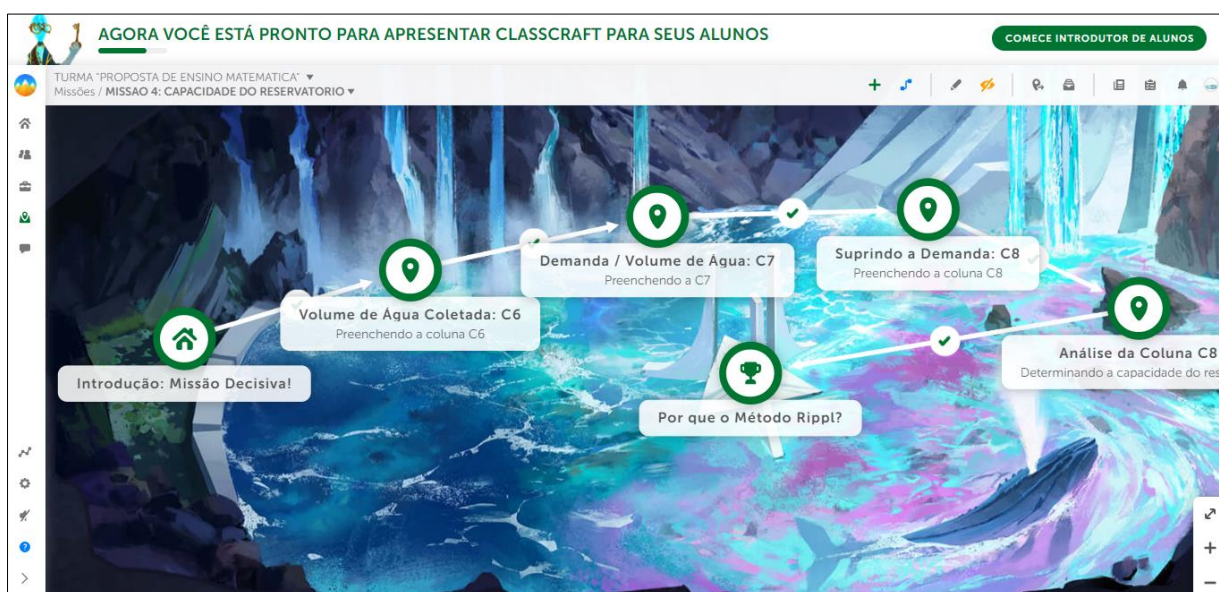 AGORA VOCÊ ESTÁ PRONTO PARA APRESENTAR CLASSCRAFT PARA SEUS ALUNOS
COMECE INTRODUTOR DE ALUNOS
TURMA "PROPOSTA DE ENSINO MATEMATICA"
Missões / MISSAO 4: CAPACIDADE DO RESERVATORIO
Demanda / Volume de Água: C7
Preenchendo a C7
Suprindo a Demanda: C8
Preenchendo a coluna C8
Volume de Água Coletada: C6
Preenchendo a coluna C6
Introdução: Missão Decisiva!
Análise da Coluna C8
Determinando a capacidade do res
Por que o Método Rippl?